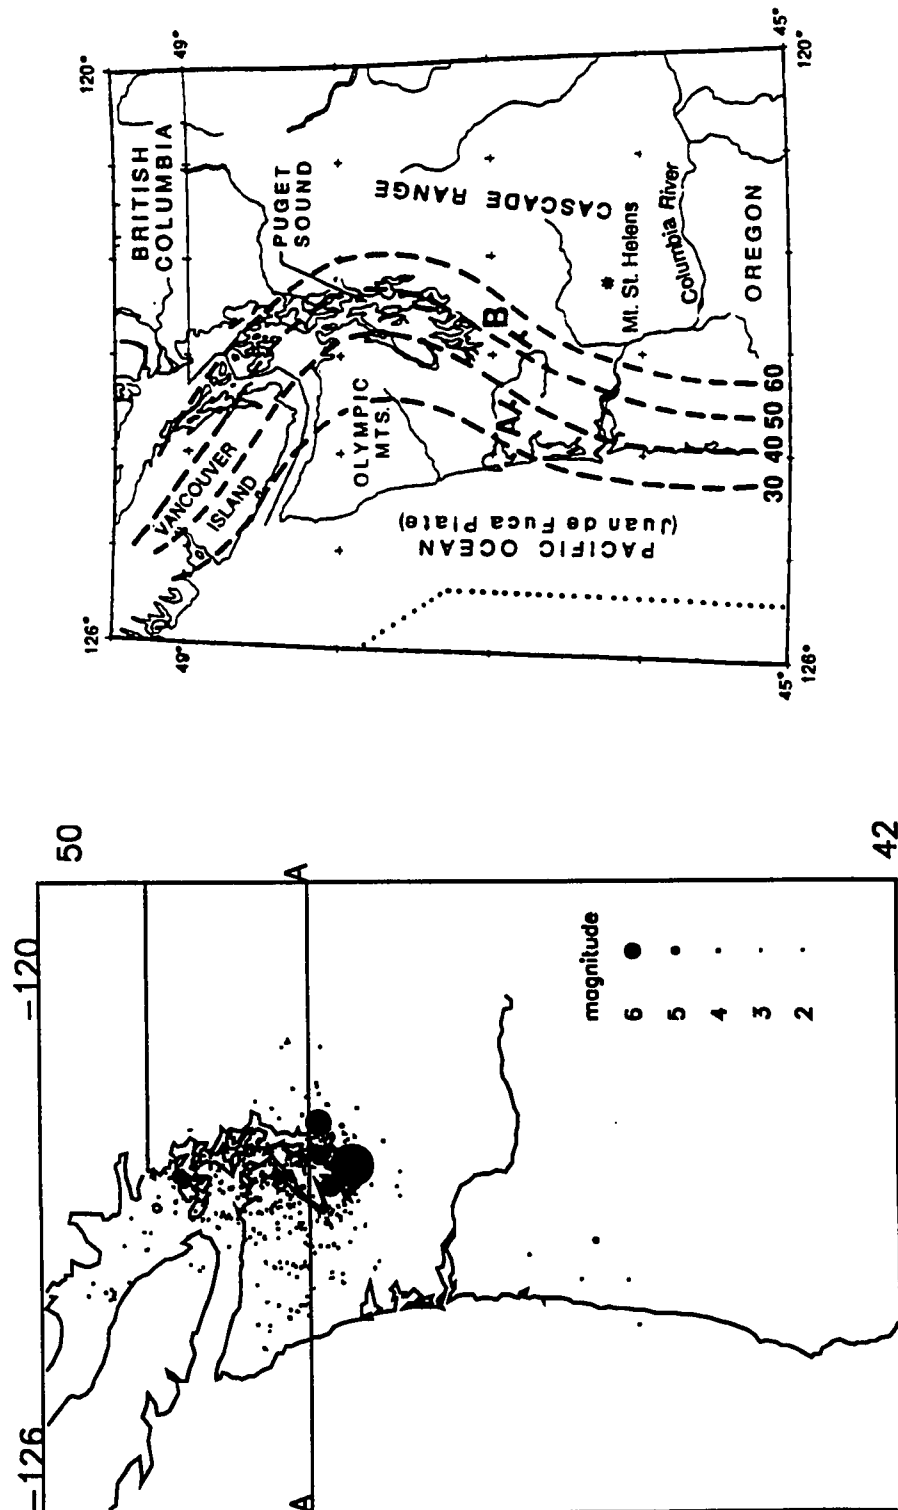 120°
49°
BRITISH
COLUMBIA
PUGET
SOUND
CASCADE RANGE
VANCOUVER
ISLAND
OLYMPIC
MTS.
A
B
Mt. St. Helens
Columbia River
OREGON
PACIFIC OCEAN
(Juan de Fuca Plate)
30 40 50 60
126°
49°
45°
126°
45°
120°
-126
-120
50
42
A
A
magnitude
6
5
4
3
2